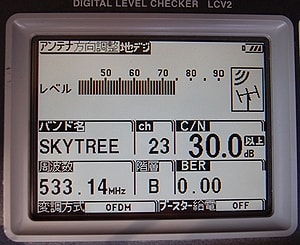 DIGITAL LEVEL CHECKER LCV2
アンテナ方向調整 地デジ
50 60 70 80 90
レベル
バンド名 ch C/N
SKYTREE 23 30.0 以上 dB
周波数 階層 BER
533.14 MHz B 0.00
変調方式 OFDM ブースター給電 OFF